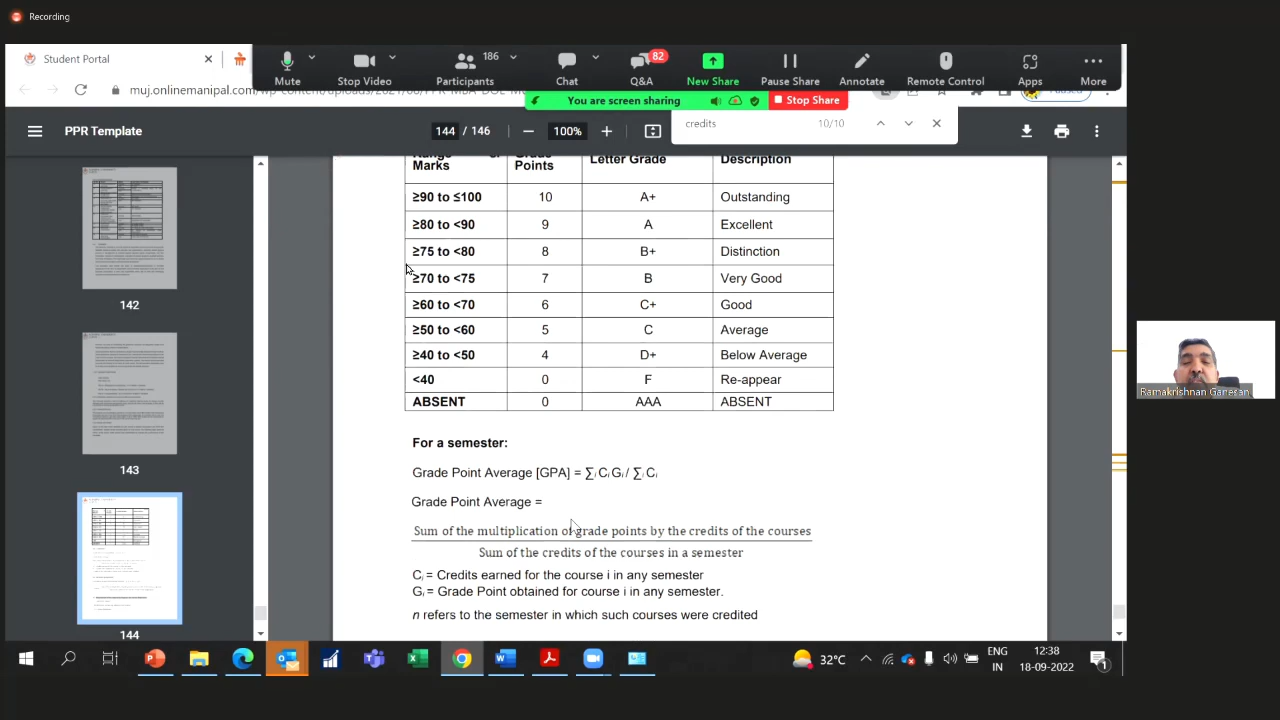 Recording
Student Portal
Mute
Stop Video
186
Participants
Chat
82
Q&A
New Share
Pause Share
Annotate
Remote Control
Apps
More
You are screen sharing
Stop Share
PPR Template
144 / 146
100%
credits
10/10
Marks
Points
Letter Grade
Description
≥90 to ≤100 10 A+ Outstanding
≥80 to <90 9 A Excellent
≥75 to <80 8 B+ Distinction
≥70 to <75 7 B Very Good
≥60 to <70 6 C+ Good
≥50 to <60 5 C Average
≥40 to <50 4 D+ Below Average
<40 0 F Re-appear
ABSENT 0 AAA ABSENT
For a semester:
Grade Point Average [GPA] = ∑ᵢ CᵢGᵢ / ∑ᵢ Cᵢ
Grade Point Average =
Sum of the multiplication of grade points by the credits of the courses
Sum of the credits of the courses in a semester
Cᵢ = Credits earned for the course i in any semester
Gᵢ = Grade Point obtained for course i in any semester.
n refers to the semester in which such courses were credited
142
143
144
Ramakrishnan Ganesan
32°C
ENG
IN
12:38
18-09-2022
1